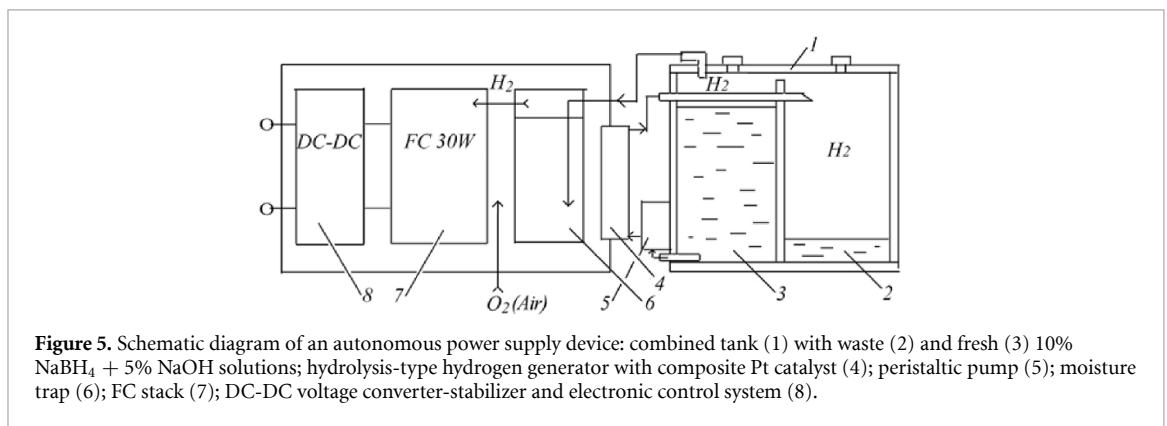 1
H2
H2
DC-DC
FC 30W
H2
8
7
O2 (Air)
5
4
6
3
2
Figure 5. Schematic diagram of an autonomous power supply device: combined tank (1) with waste (2) and fresh (3) 10%
NaBH4 + 5% NaOH solutions; hydrolysis-type hydrogen generator with composite Pt catalyst (4); peristaltic pump (5); moisture
trap (6); FC stack (7); DC-DC voltage converter-stabilizer and electronic control system (8).